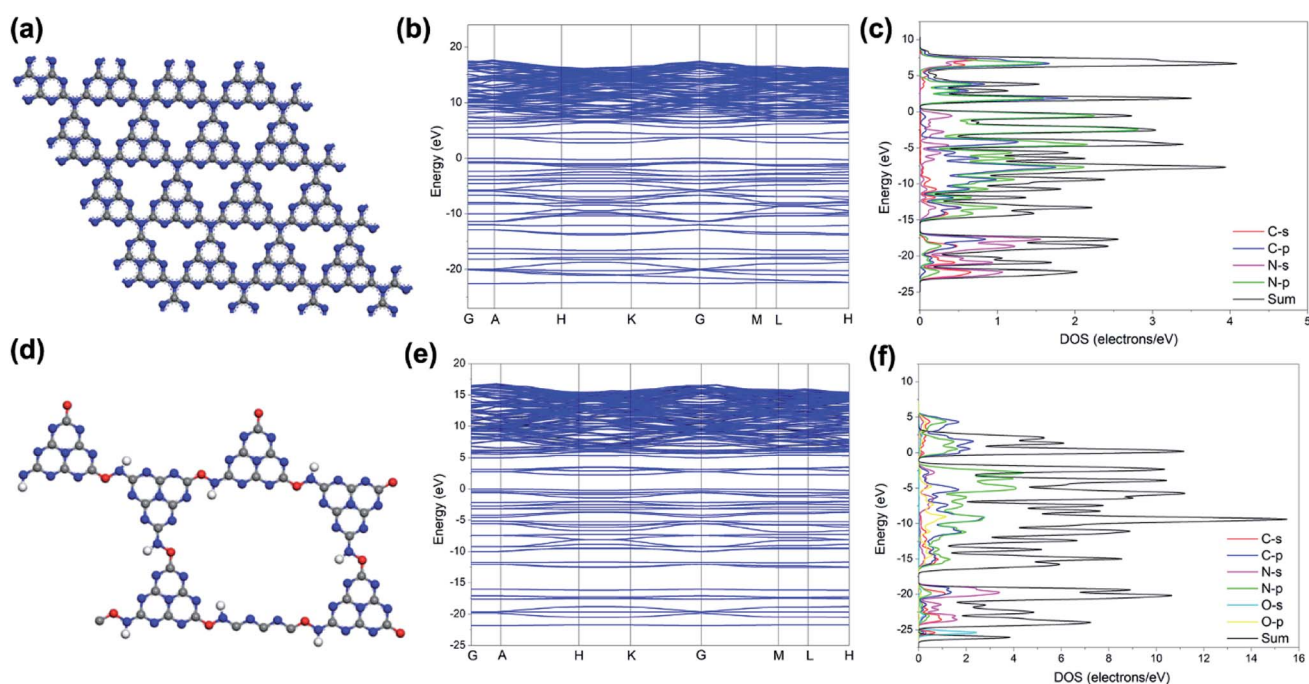 (a)
(b)
20
10
0
-10
-20
Energy (eV)
G A H K G M L H
(c)
10
5
0
-5
-10
-15
-20
-25
Energy (eV)
C-s
C-p
N-s
N-p
Sum
0 1 2 3 4 5
DOS (electrons/eV)
(d)
(e)
20
15
10
5
0
-5
-10
-15
-20
-25
Energy (eV)
G A H K G M L H
(f)
10
5
0
-5
-10
-15
-20
-25
Energy (eV)
C-s
C-p
N-s
N-p
O-s
O-p
Sum
0 2 4 6 8 10 12 14 16
DOS (electrons/eV)